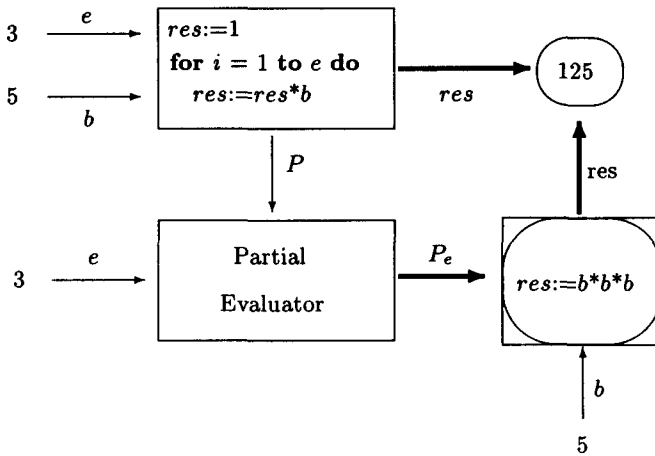 3
e
res:=1
for i = 1 to e do
res:=res*b
5
b
res
125
P
res
3
e
Partial
Evaluator
Pe
res:=b*b*b
b
5